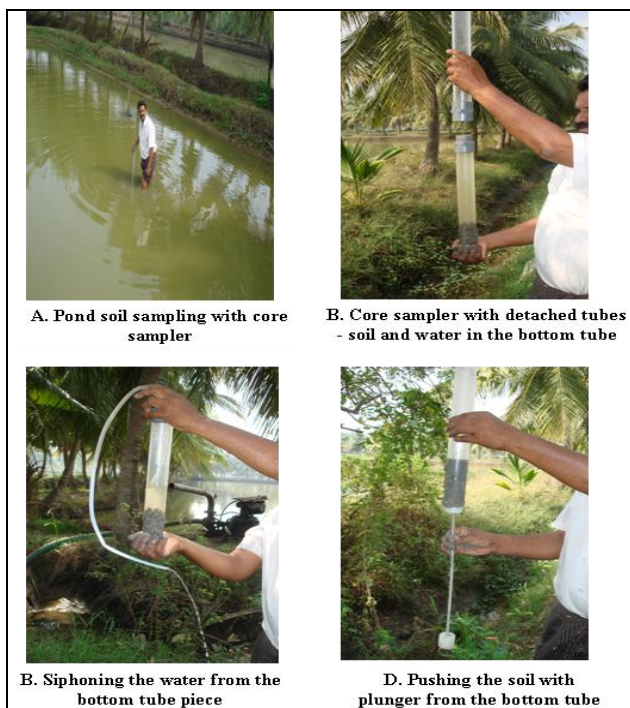 A. Pond soil sampling with core
sampler
B. Core sampler with detached tubes
- soil and water in the bottom tube
B. Siphoning the water from the
bottom tube piece
D. Pushing the soil with
plunger from the bottom tube